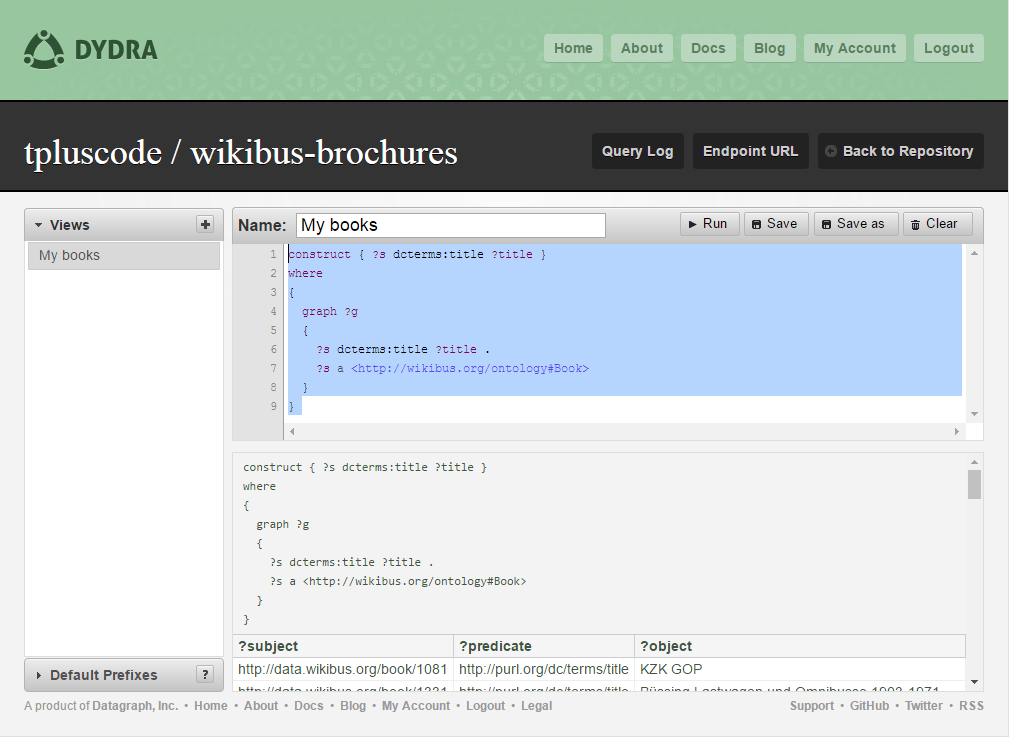 DYDRA
Home About Docs Blog My Account Logout
tpluscode / wikibus-brochures
Query Log Endpoint URL Back to Repository
Views +
My books
Name: My books Run Save Save as Clear
1 construct { ?s dcterms:title ?title }
2 where
3 {
4 graph ?g
5 {
6 ?s dcterms:title ?title .
7 ?s a <http://wikibus.org/ontology#Book>
8 }
9 }
construct { ?s dcterms:title ?title }
where
{
graph ?g
{
?s dcterms:title ?title .
?s a <http://wikibus.org/ontology#Book>
}
}
?subject ?predicate ?object
http://data.wikibus.org/book/1081 http://purl.org/dc/terms/title KZK GOP
http://data.wikibus.org/book/1331 http://purl.org/dc/terms/title Büssing Lastwagen und Omnibusse 1903-1971
Default Prefixes ?
A product of Datagraph, Inc. • Home • About • Docs • Blog • My Account • Logout • Legal
Support • GitHub • Twitter • RSS